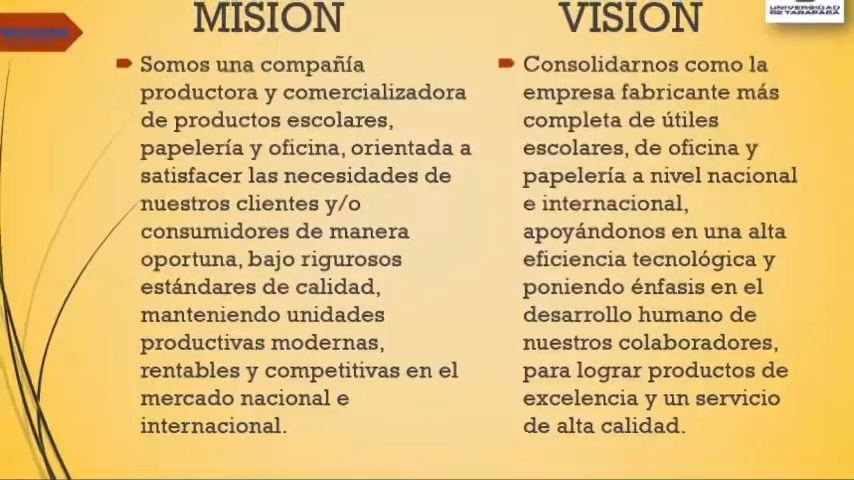 MISION
Somos una compañía
productora y comercializadora
de productos escolares,
papelería y oficina, orientada a
satisfacer las necesidades de
nuestros clientes y/o
consumidores de manera
oportuna, bajo rigurosos
estándares de calidad,
manteniendo unidades
productivas modernas,
rentables y competitivas en el
mercado nacional e
internacional.
VISION
Consolidarnos como la
empresa fabricante más
completa de útiles
escolares, de oficina y
papelería a nivel nacional
e internacional,
apoyándonos en una alta
eficiencia tecnológica y
poniendo énfasis en el
desarrollo humano de
nuestros colaboradores,
para lograr productos de
excelencia y un servicio
de alta calidad.
UNIVERSIDAD
DE TARAPACA